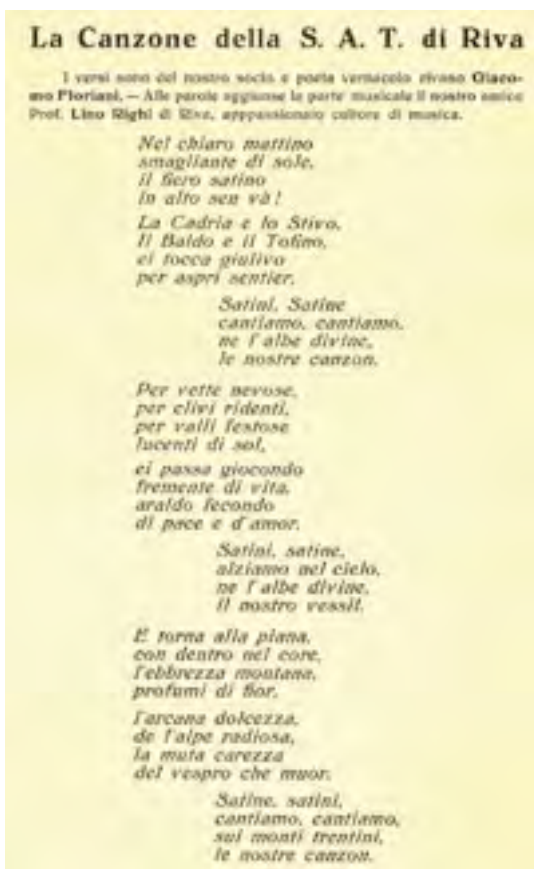 La Canzone della S. A. T. di Riva
I versi sono del nostro socio e poeta vernacolo rivano Giaco-
mo Floriani. — Alle parole aggiunse la parte musicale il nostro amico
Prof. Lino Righi di Riva, apppassionato cultore di musica.
Nel chiaro mattino
smagliante di sole,
il fiero satino
in alto sen và!
La Cadria e lo Stivo,
Il Baldo e il Tofino,
ei tocca giulivo
per aspri sentier.
Satini, Satine
cantiamo, cantiamo,
ne l'albe divine,
le nostre canzon.
Per vette nevose,
per clivi ridenti,
per valli festose
lucenti di sol,
ei passa giocondo
fremente di vita,
araldo fecondo
di pace e d'amor.
Satini, satine,
alziamo nel cielo,
ne l'albe divine,
il nostro vessil.
E torna alla piana,
con dentro nel core,
l'ebbrezza montana,
profumi di fior,
l'arcana dolcezza,
de l'alpe radiosa,
la muta carezza
del vespro che muor.
Satine, satini,
cantiamo, cantiamo,
sui monti trentini,
le nostre canzon.